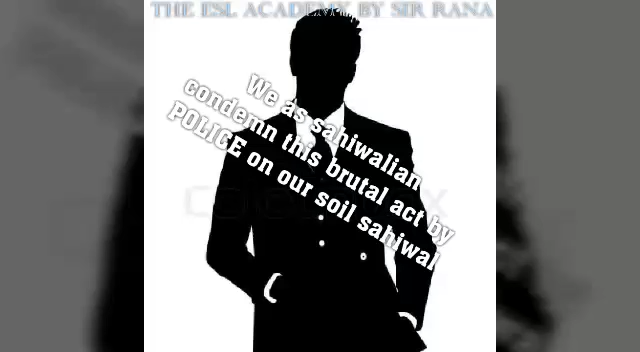 THE ESL ACADEMY BY SIR RANA
We as sahiwalian
condemn this brutal act by
POLICE on our soil sahiwal